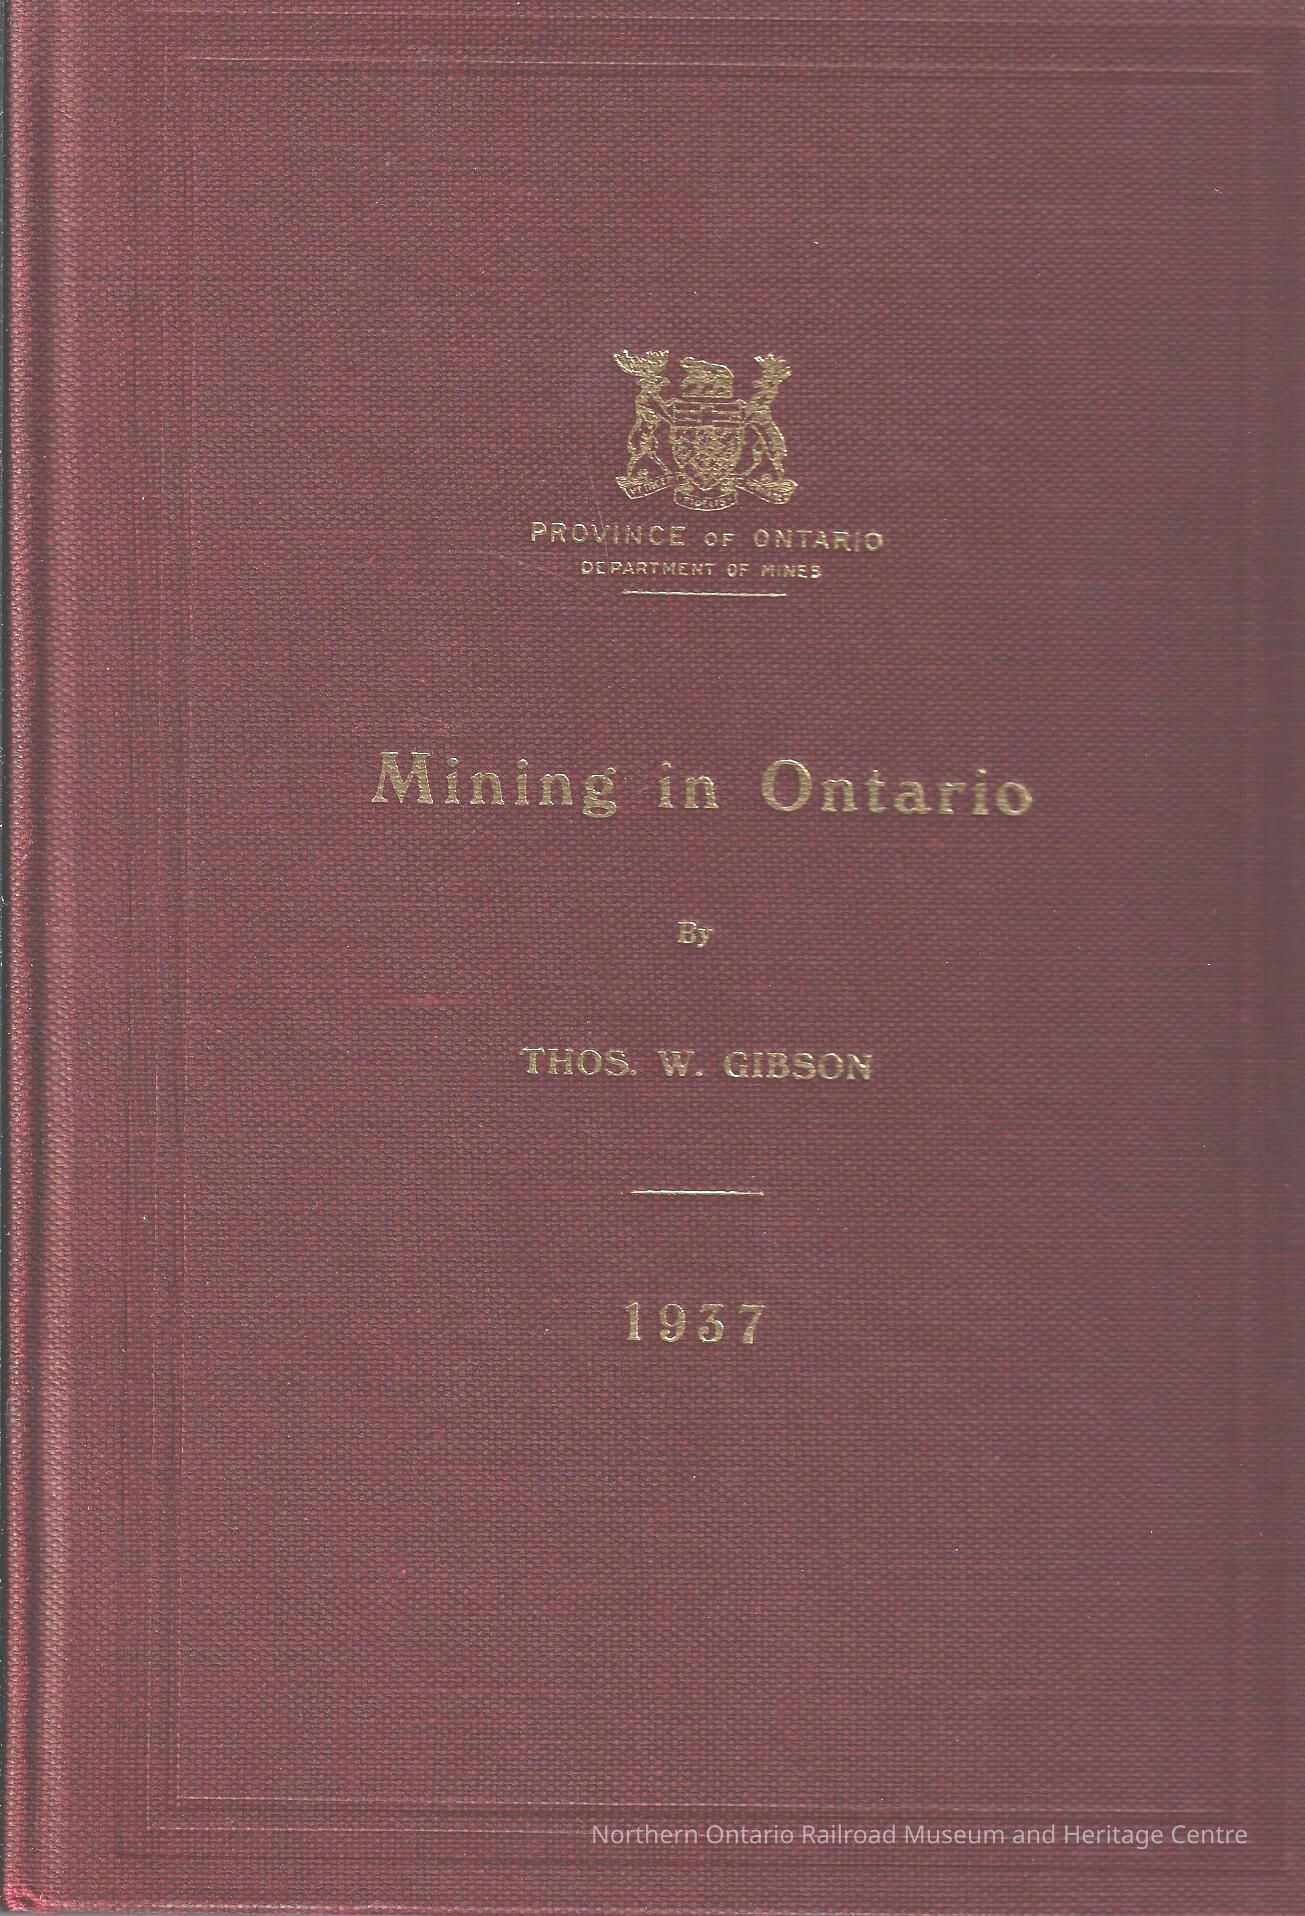 PROVINCE OF ONTARIO
DEPARTMENT OF MINES
Mining in Ontario
By
THOS. W. GIBSON
1937
Northern Ontario Railroad Museum and Heritage Centre